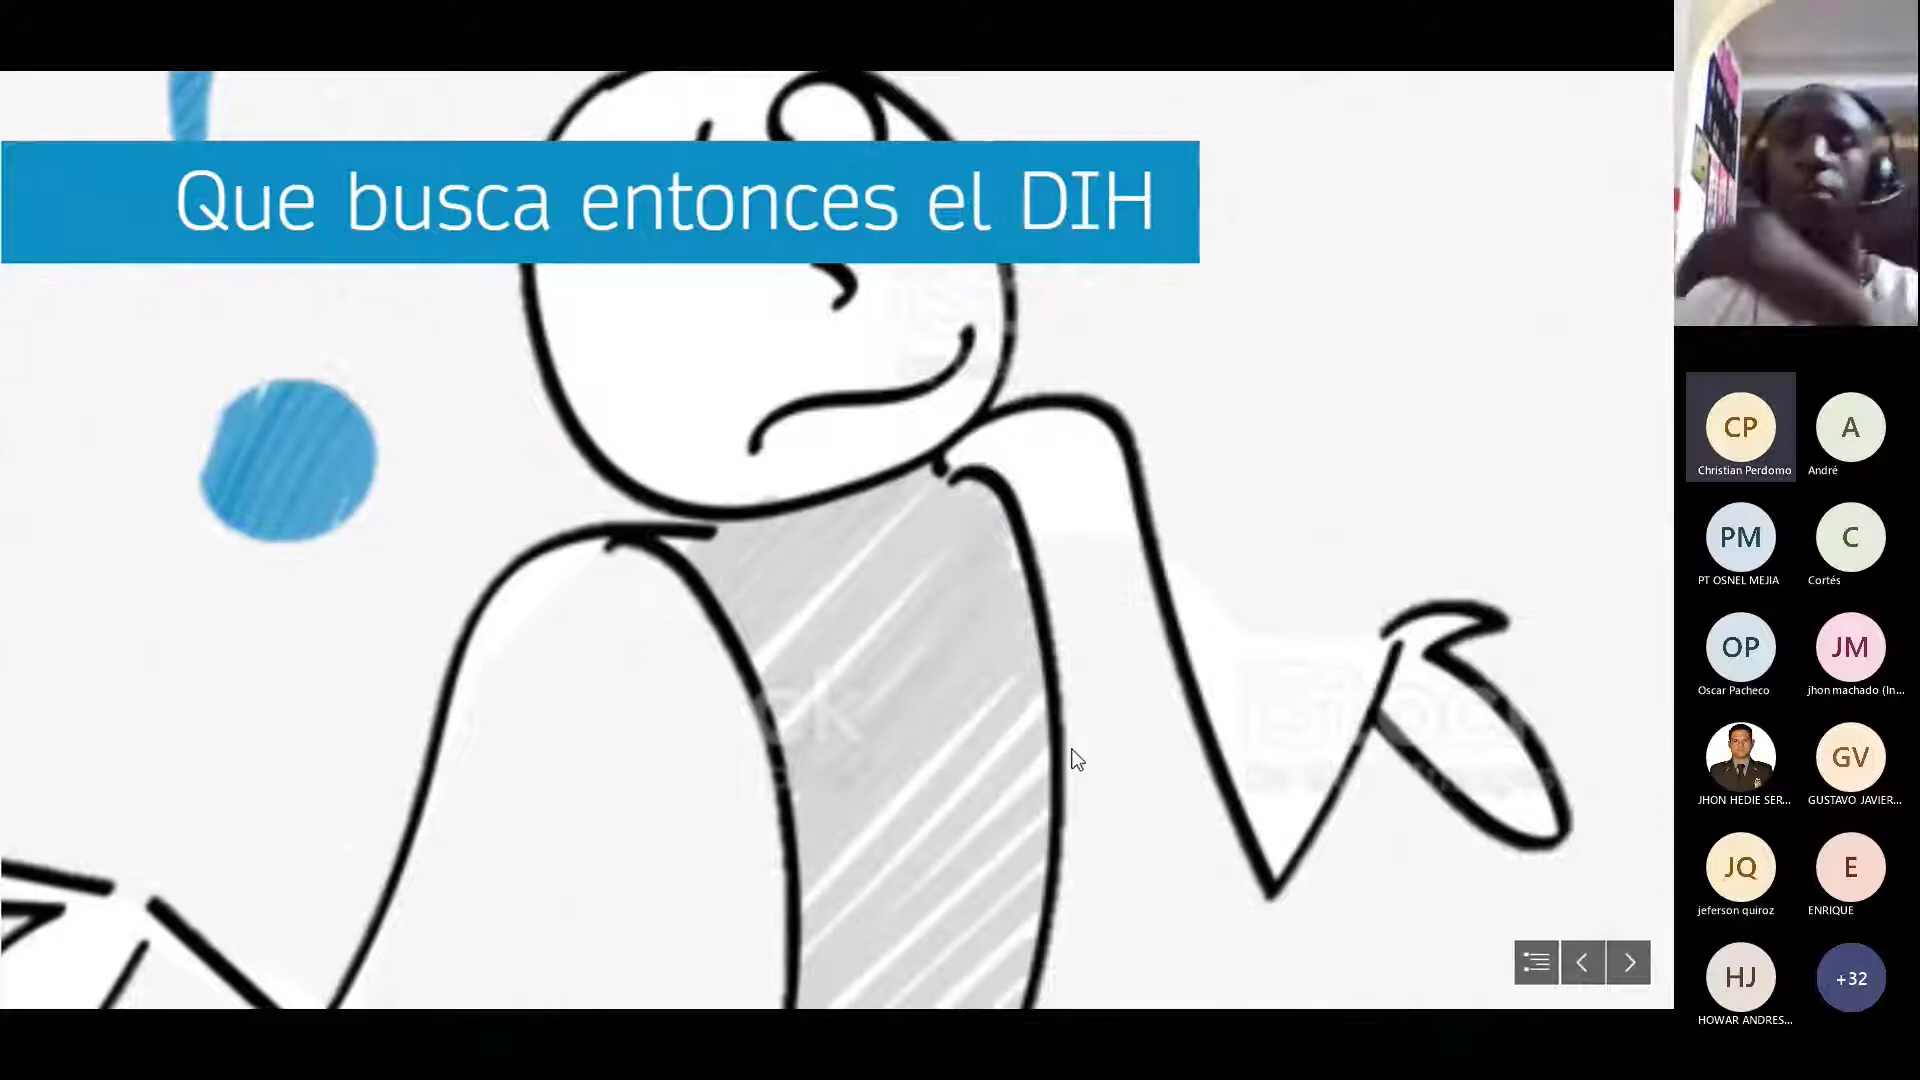 Que busca entonces el DIH
CP
A
Christian Perdomo
André
PM
C
PT OSNEL MEJIA
Cortés
OP
JM
Oscar Pacheco
jhon machado (In...
GV
JHON HEDIE SER...
GUSTAVO JAVIER...
JQ
E
jeferson quiroz
ENRIQUE
HJ
+32
HOWAR ANDRES...